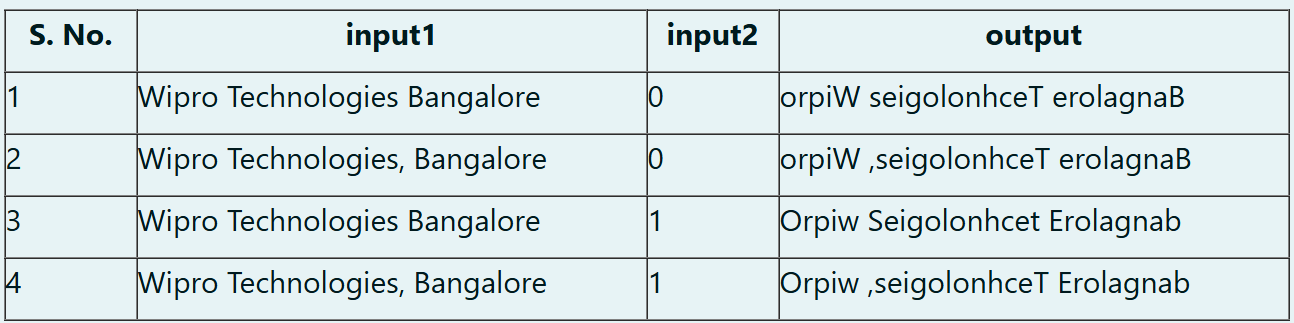 S. No. input1 input2 output
1 Wipro Technologies Bangalore 0 orpiW seigolonhceT erolagnaB
2 Wipro Technologies, Bangalore 0 orpiW ,seigolonhceT erolagnaB
3 Wipro Technologies Bangalore 1 Orpiw Seigolonhcet Erolagnab
4 Wipro Technologies, Bangalore 1 Orpiw ,seigolonhceT Erolagnab